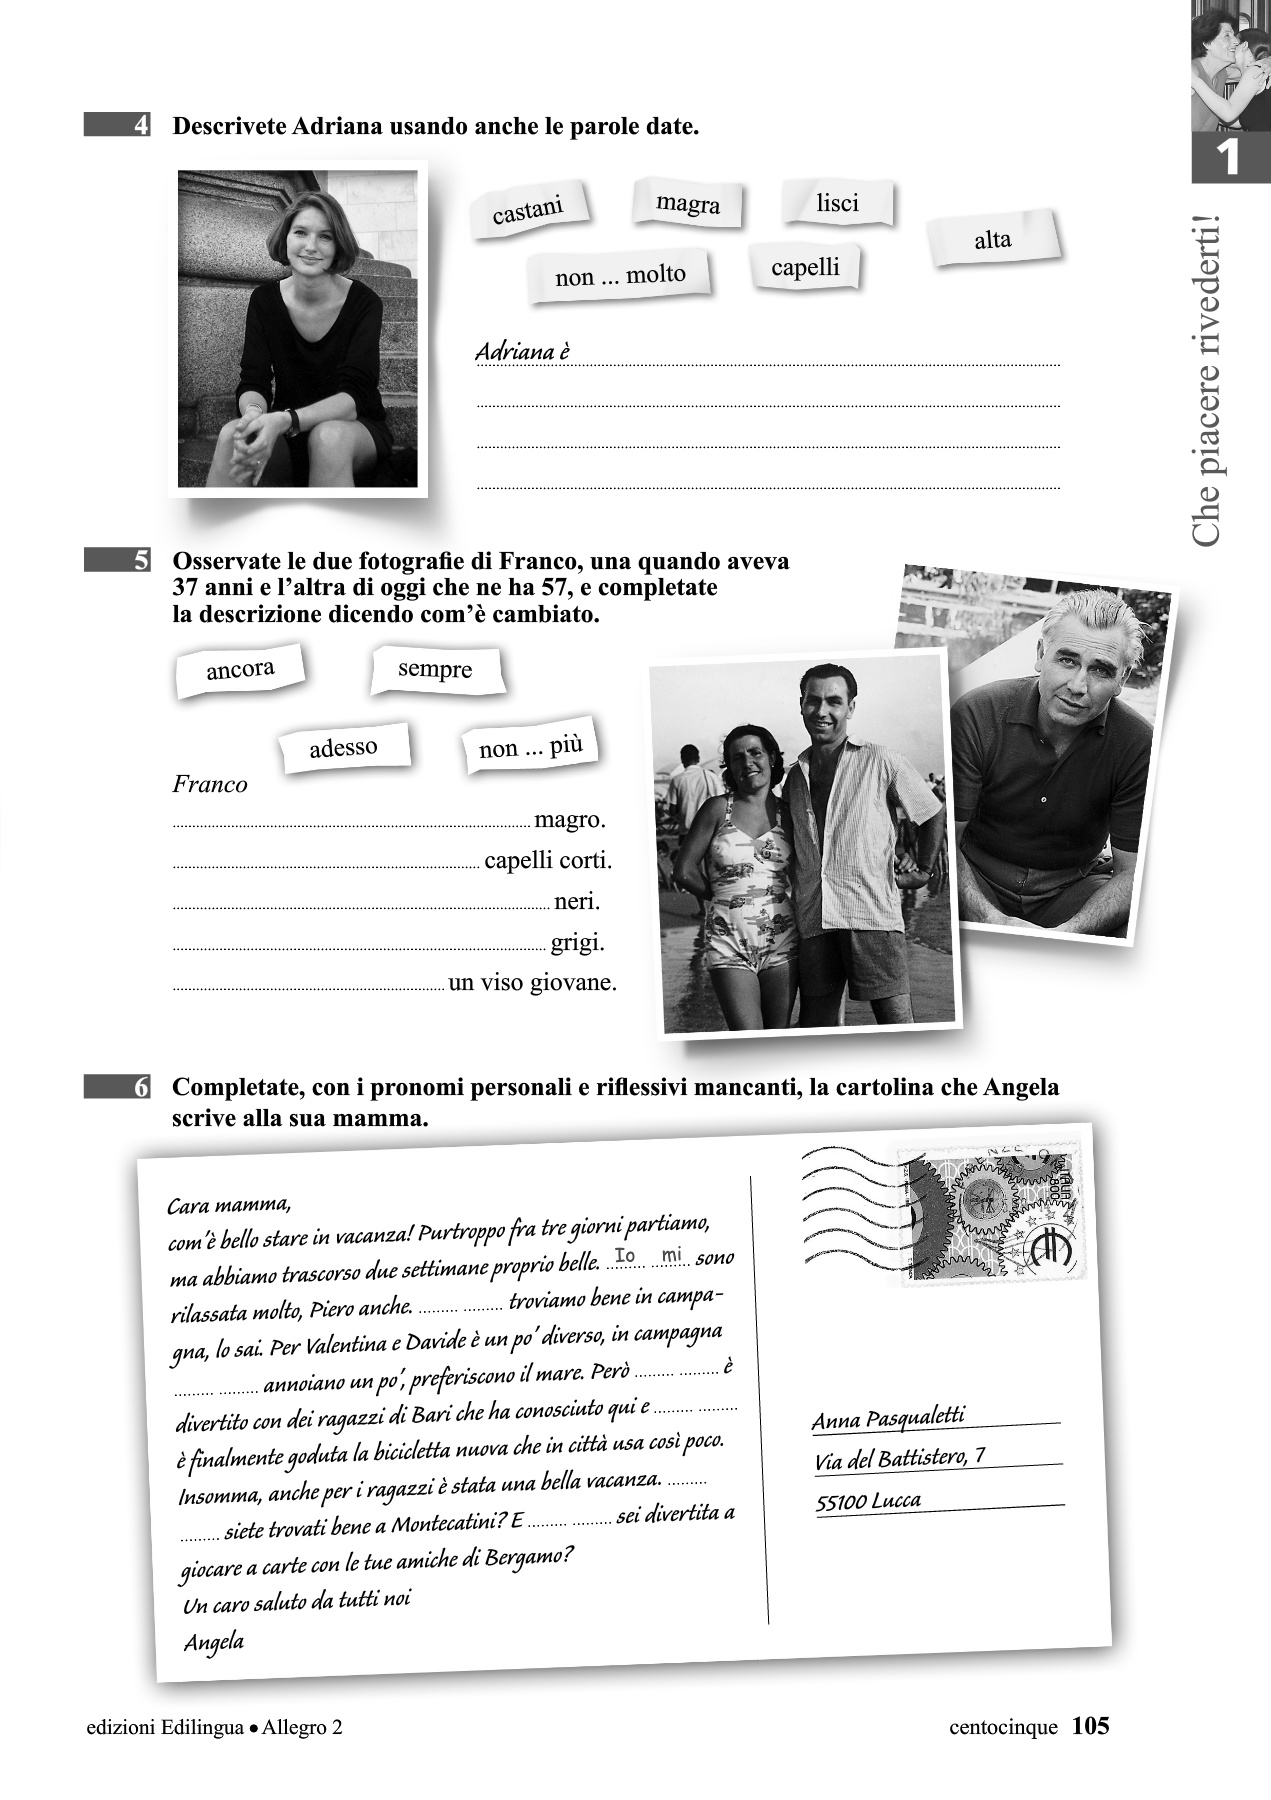 1
Che piacere rivederti!
4 Descrivete Adriana usando anche le parole date.
castani
magra
lisci
alta
non ... molto
capelli
Adriana è
5 Osservate le due fotografie di Franco, una quando aveva
37 anni e l’altra di oggi che ne ha 57, e completate
la descrizione dicendo com’è cambiato.
ancora
sempre
adesso
non ... più
Franco
magro.
capelli corti.
neri.
grigi.
un viso giovane.
6 Completate, con i pronomi personali e riflessivi mancanti, la cartolina che Angela
scrive alla sua mamma.
Cara mamma,
com’è bello stare in vacanza! Purtroppo fra tre giorni partiamo,
ma abbiamo trascorso due settimane proprio belle. Io mi sono
rilassata molto, Piero anche. ......... ......... troviamo bene in campa-
gna, lo sai. Per Valentina e Davide è un po’ diverso, in campagna
......... ......... annoiano un po’, preferiscono il mare. Però ......... ......... è
divertito con dei ragazzi di Bari che ha conosciuto qui e ......... .........
è finalmente goduta la bicicletta nuova che in città usa così poco.
Insomma, anche per i ragazzi è stata una bella vacanza. .........
......... siete trovati bene a Montecatini? E ......... ......... sei divertita a
giocare a carte con le tue amiche di Bergamo?
Un caro saluto da tutti noi
Angela
ITALIA
800
Anna Pasqualetti
Via del Battistero, 7
55100 Lucca
edizioni Edilingua ● Allegro 2
centocinque 105